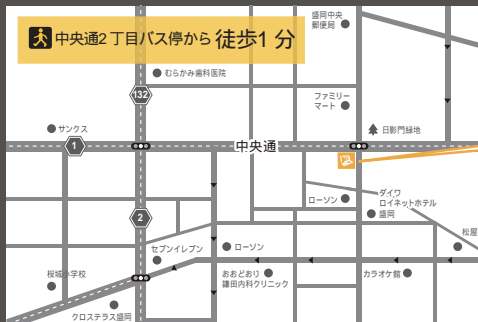 盛岡中央
郵便局
中央通2丁目バス停から 徒歩1分
むらかみ歯科医院
132
ファミリー
マート
サンクス
日影門緑地
1
中央通
ダイワ
ロイネットホテル
盛岡
ローソン
2
松屋
セブンイレブン
ローソン
桜城小学校
おおどおり
鎌田内科クリニック
カラオケ館
クロステラス盛岡